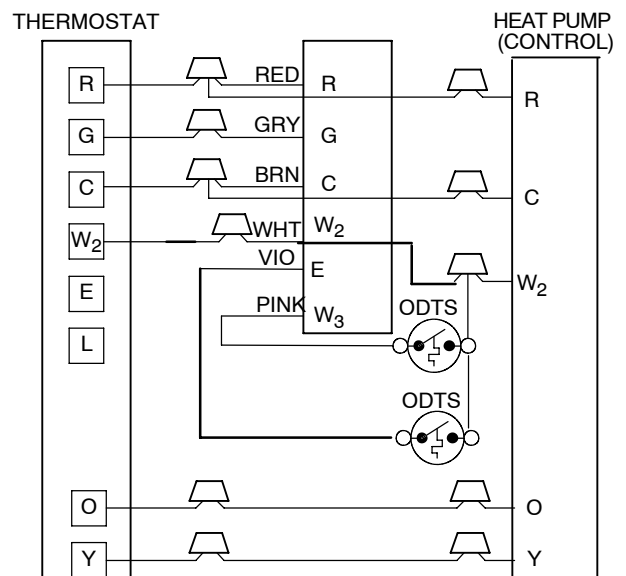 THERMOSTAT
HEAT PUMP
(CONTROL)
R RED R R
G GRY G
C BRN C C
W2 WHT W2
VIO E
E W2
PINK W3 ODTS
L
ODTS
O O
Y Y